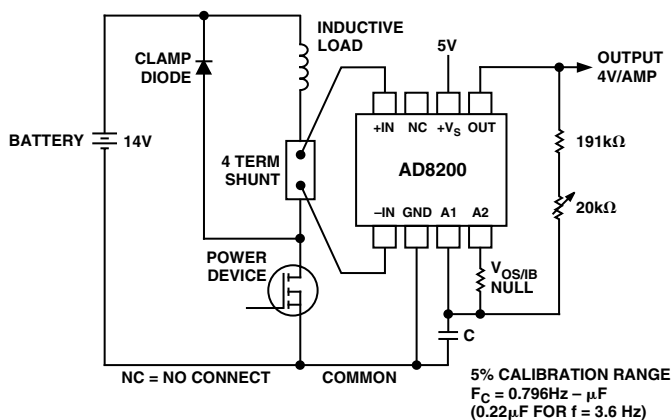 INDUCTIVE
LOAD
CLAMP
DIODE
5V
OUTPUT
4V/AMP
BATTERY
14V
4 TERM
SHUNT
+IN
NC
+VS
OUT
AD8200
–IN
GND
A1
A2
191kΩ
20kΩ
POWER
DEVICE
VOS/IB
NULL
C
NC = NO CONNECT
COMMON
5% CALIBRATION RANGE
FC = 0.796Hz – μF
(0.22μF FOR f = 3.6 Hz)